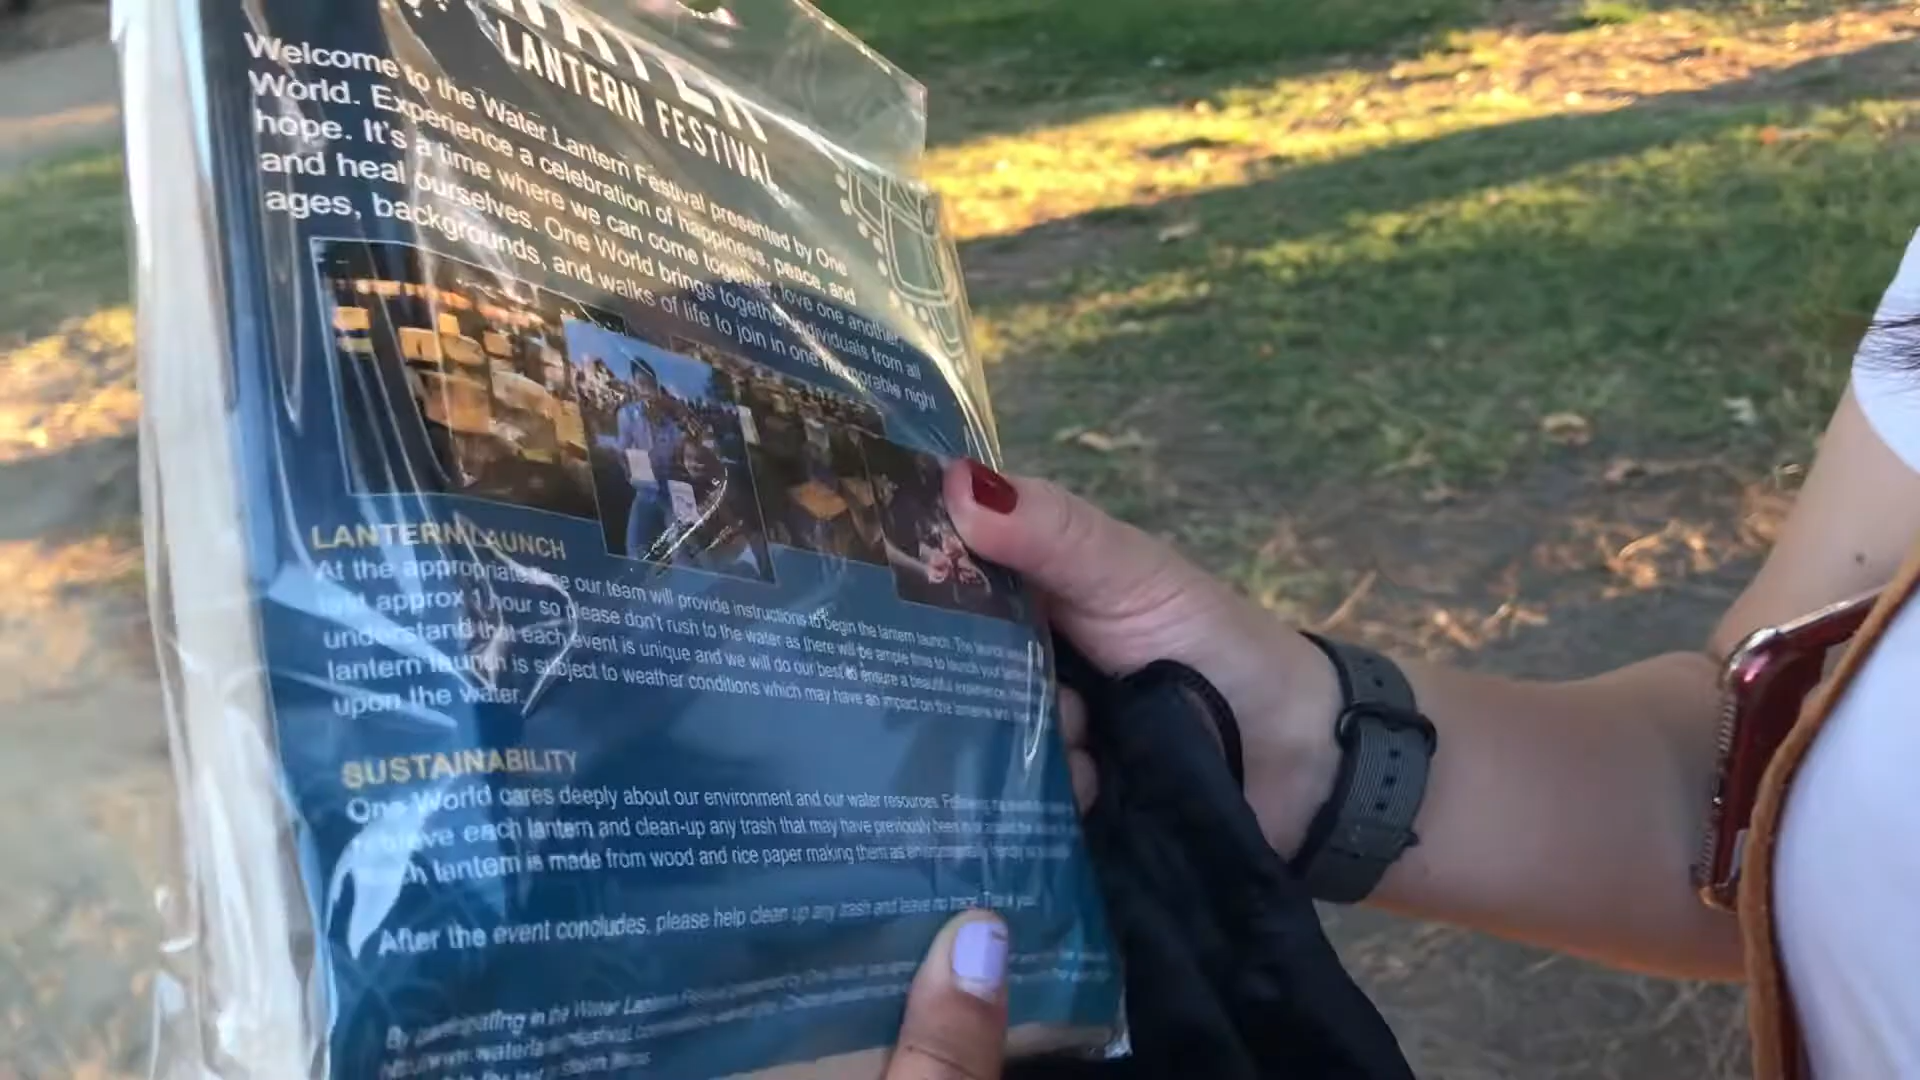 WATER
LANTERN FESTIVAL
Welcome to the Water Lantern Festival presented by One
World. Experience a celebration of happiness, peace, and
hope. It's a time where we can come together, love one another,
and heal ourselves. One World brings together individuals from all
ages, backgrounds, and walks of life to join in one memorable night
LANTERN LAUNCH
At the appropriate time our team will provide instructions to begin the lantern launch. The launch
approx 1 hour so please don't rush to the water as there will be ample time to launch your
understand that each event is unique and we will do our best to ensure a beautiful experience.
lantern launch is subject to weather conditions which may have an impact on the lanterns and
upon the water.
SUSTAINABILITY
One World cares deeply about our environment and our water resources. Following
retrieve each lantern and clean-up any trash that may have previously been in or around the
lantern is made from wood and rice paper making them as environmentally friendly
After the event concludes, please help clean up any trash and leave no trace. Thank you!
By participating in the Water Lantern Festival presented by One World,